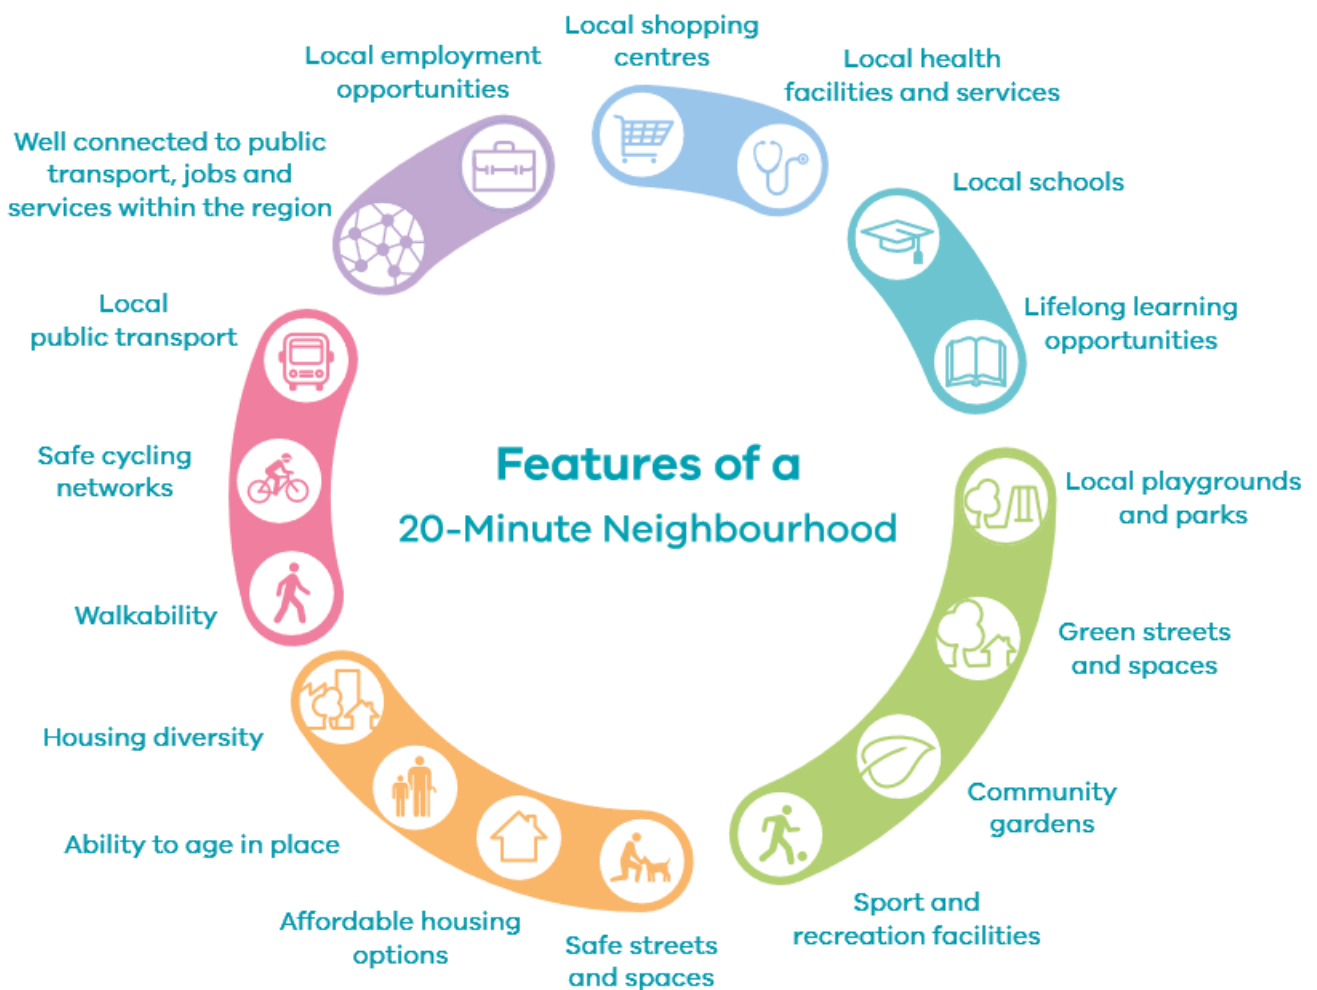 Features of a
20-Minute Neighbourhood
Local shopping
centres
Local health
facilities and services
Local schools
Lifelong learning
opportunities
Local playgrounds
and parks
Green streets
and spaces
Community
gardens
Sport and
recreation facilities
Safe streets
and spaces
Affordable housing
options
Ability to age in place
Housing diversity
Walkability
Safe cycling
networks
Local
public transport
Well connected to public
transport, jobs and
services within the region
Local employment
opportunities